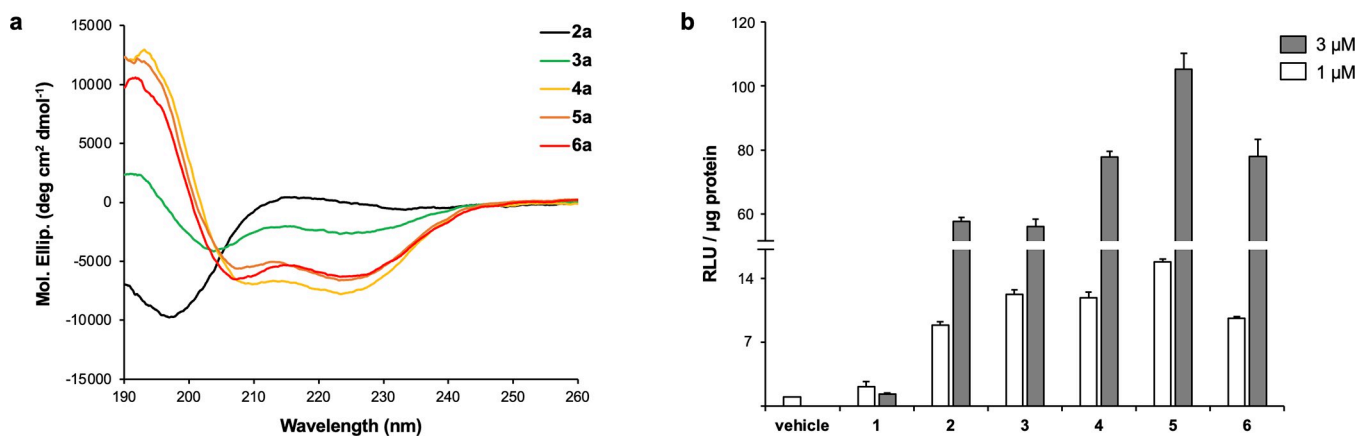 a
15000
10000
5000
0
-5000
-10000
-15000
Mol. Ellip. (deg cm² dmol⁻¹)
190 200 210 220 230 240 250 260
Wavelength (nm)
2a
3a
4a
5a
6a
b
120
100
80
60
14
7
RLU / µg protein
vehicle 1 2 3 4 5 6
3 µM
1 µM